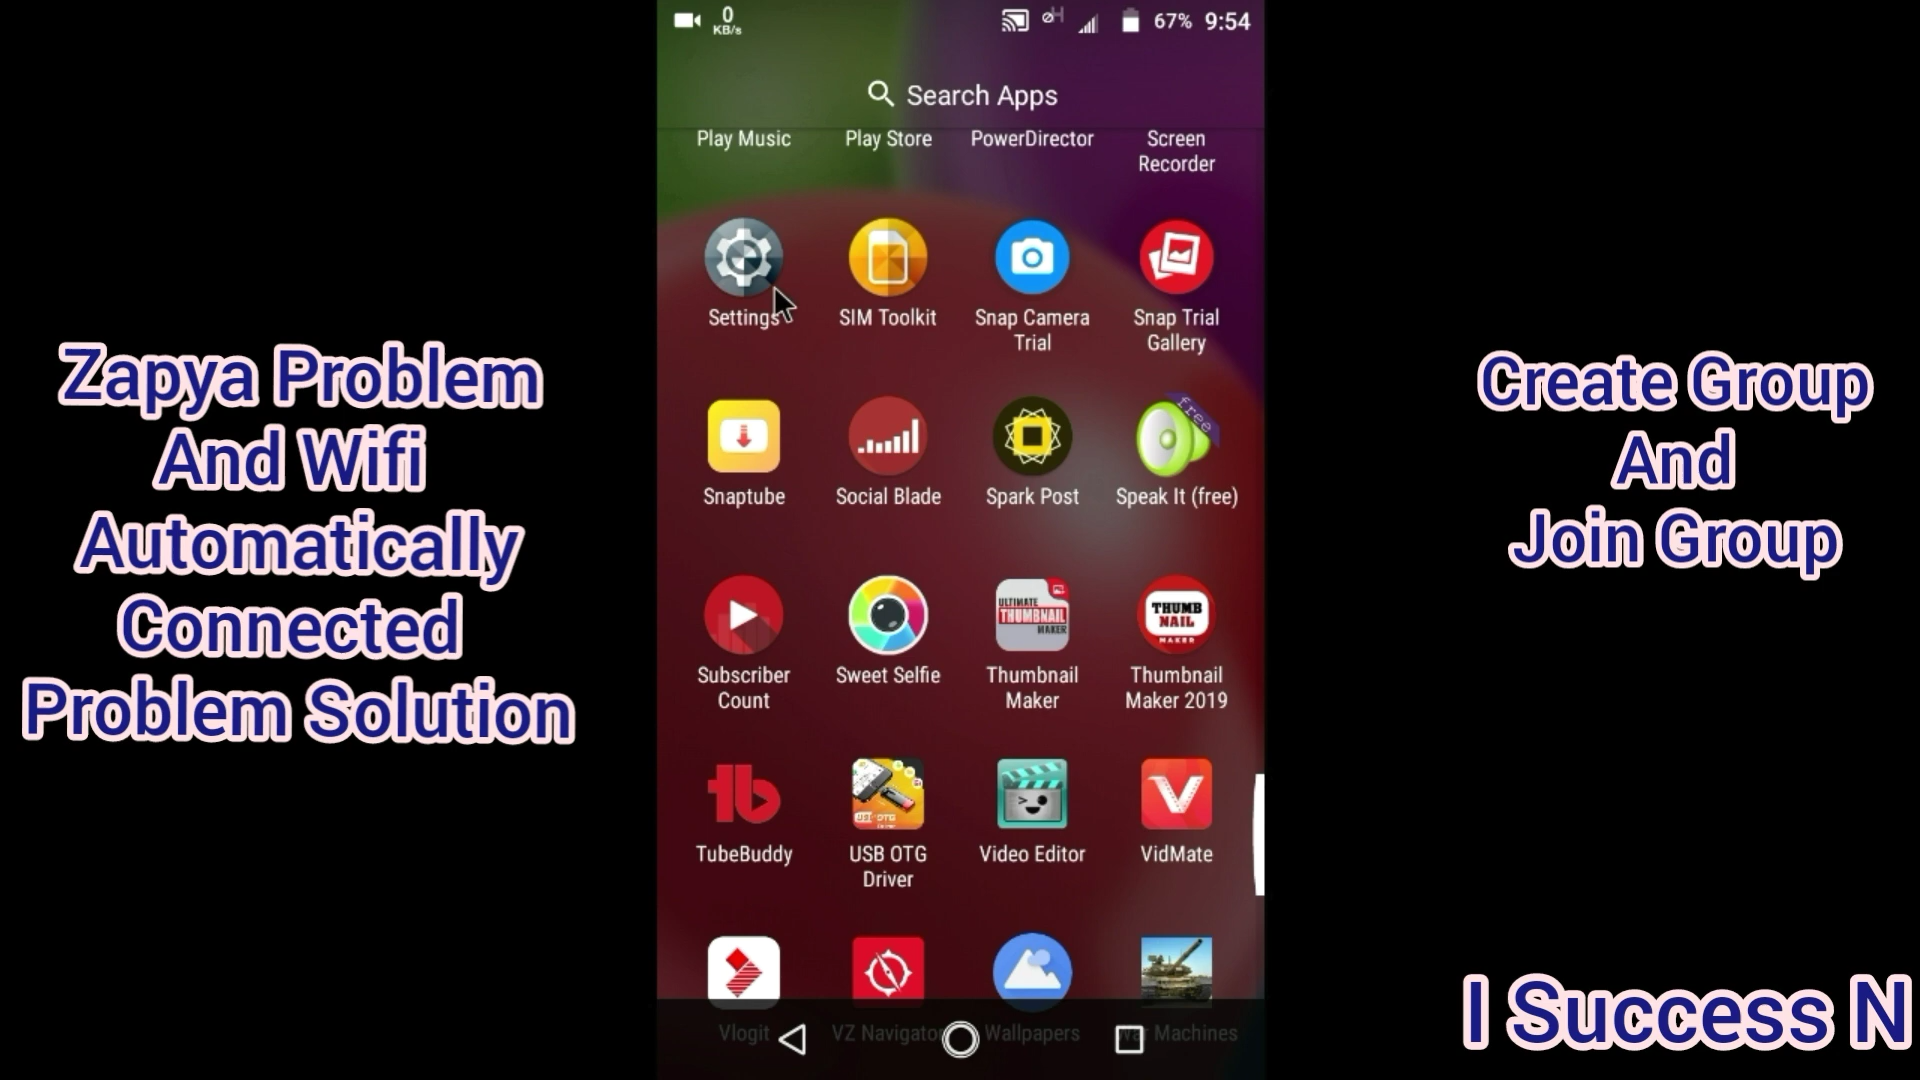 0
KB/s
H
67% 9:54
Search Apps
Play Music Play Store PowerDirector Screen
Recorder
Settings SIM Toolkit Snap Camera Snap Trial
Trial Gallery
free
Snaptube Social Blade Spark Post Speak It (free)
ULTIMATE
THUMBNAIL
MAKER
THUMB
NAIL
MAKER
Subscriber Sweet Selfie Thumbnail Thumbnail
Count Maker Maker 2019
TubeBuddy USB OTG Video Editor VidMate
Driver
Vlogit VZ Navigator Wallpapers War Machines
Zapya Problem
And Wifi
Automatically
Connected
Problem Solution
Create Group
And
Join Group
I Success N